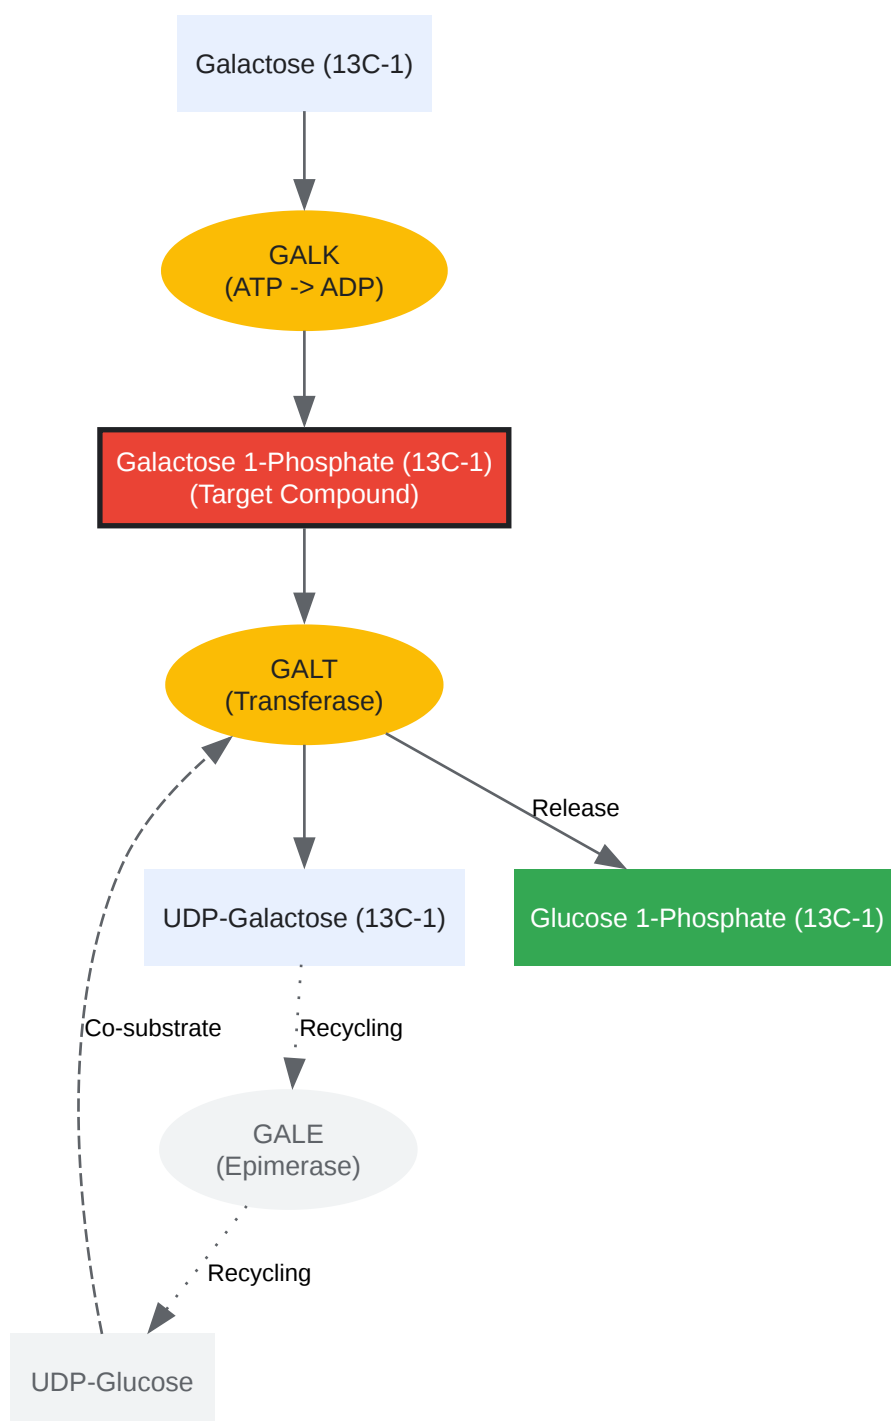 Galactose (13C-1)
GALK
(ATP -> ADP)
Galactose 1-Phosphate (13C-1)
(Target Compound)
GALT
(Transferase)
Release
UDP-Galactose (13C-1)
Glucose 1-Phosphate (13C-1)
Co-substrate
Recycling
GALE
(Epimerase)
Recycling
UDP-Glucose